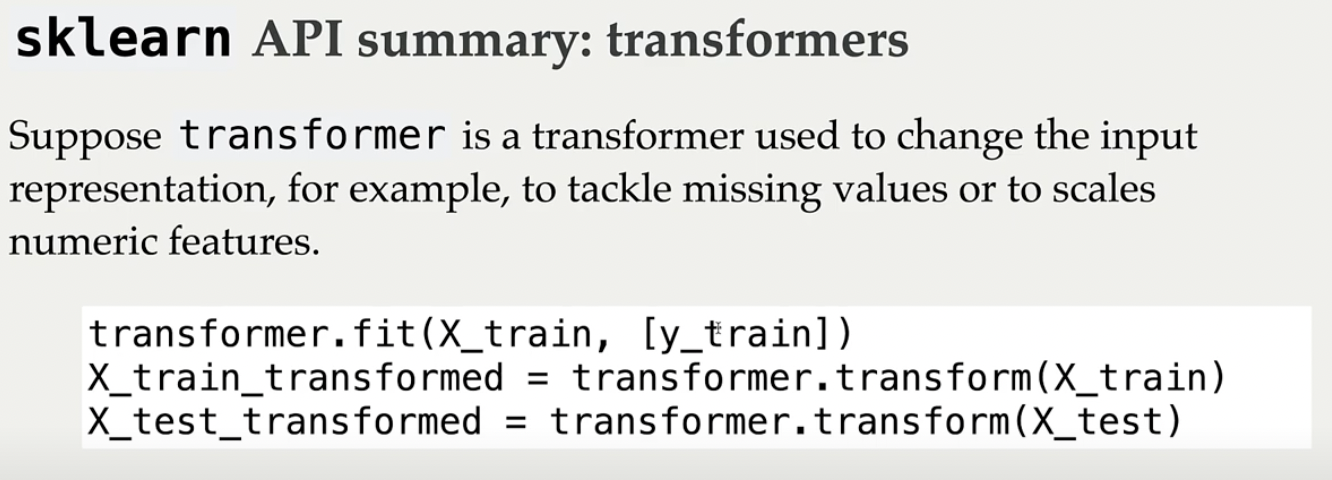 sklearn API summary: transformers
Suppose transformer is a transformer used to change the input
representation, for example, to tackle missing values or to scales
numeric features.
transformer.fit(X_train, [y_train])
X_train_transformed = transformer.transform(X_train)
X_test_transformed = transformer.transform(X_test)